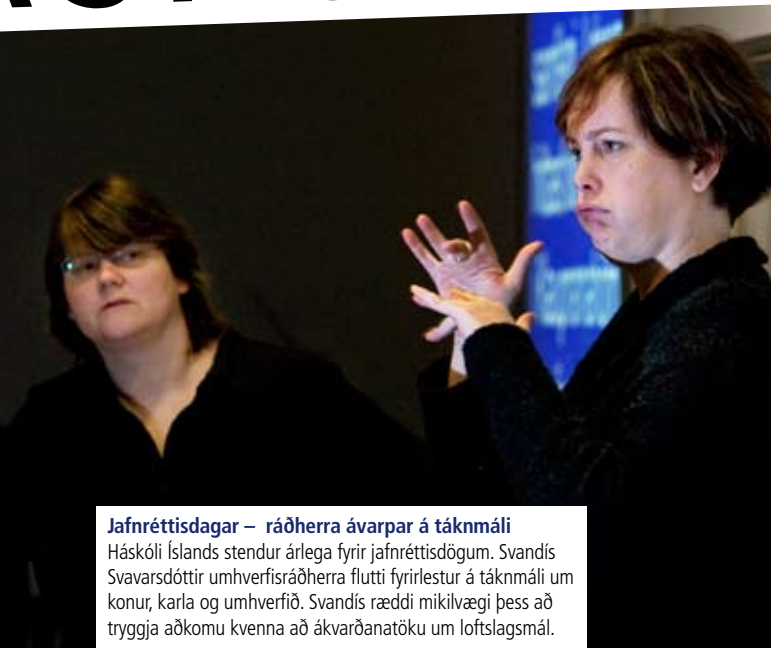 Jafnréttisdagar – ráðherra ávarpar á táknmáli
Háskóli Íslands stendur árlega fyrir jafnréttisdögum. Svandís
Svavarsdóttir umhverfisráðherra flutti fyrirlestur á táknmáli um
konur, karla og umhverfið. Svandís ræddi mikilvægi þess að
tryggja aðkomu kvenna að ákvarðanatöku um loftslagsmál.